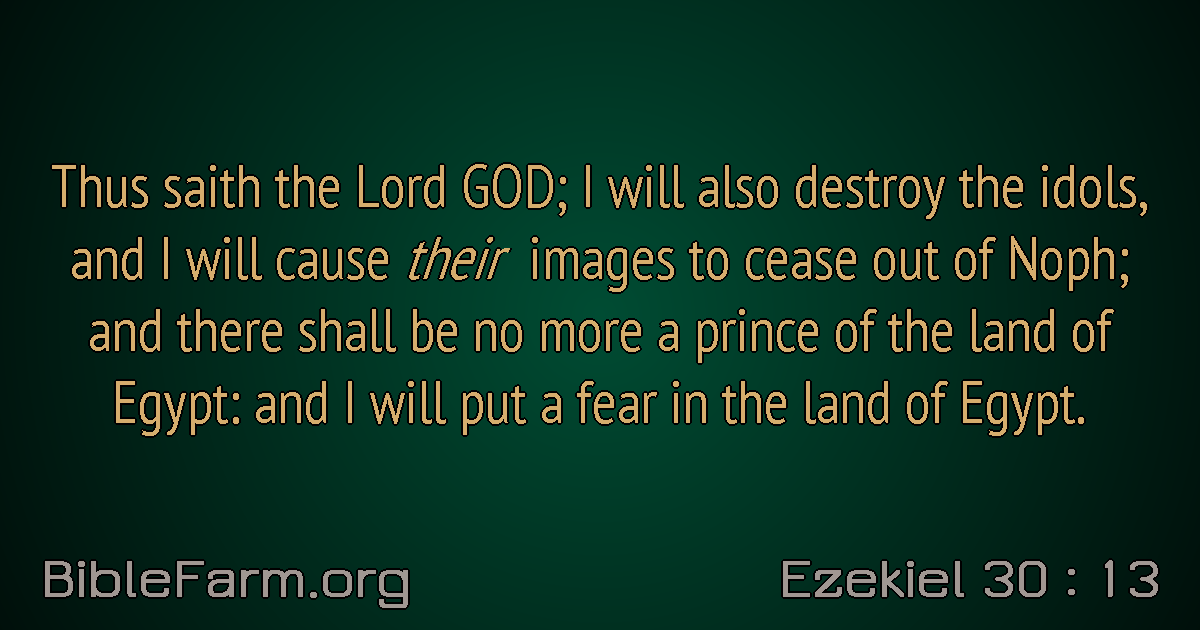 Thus saith the Lord GOD; I will also destroy the idols,
and I will cause their images to cease out of Noph;
and there shall be no more a prince of the land of
Egypt: and I will put a fear in the land of Egypt.
BibleFarm.org
Ezekiel 30 : 13